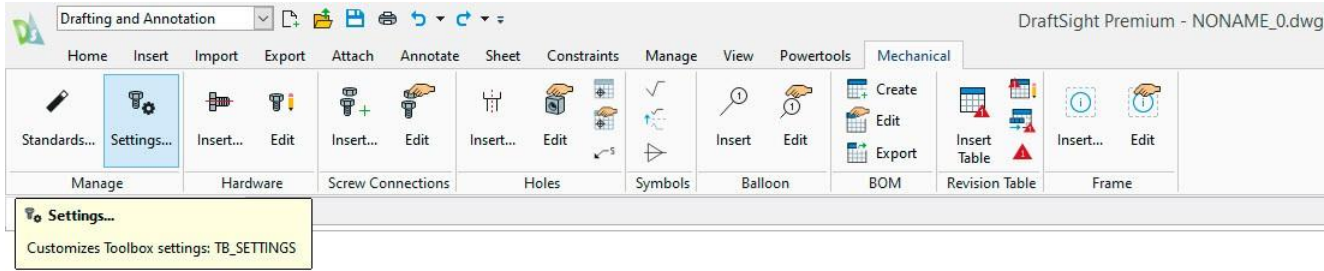 Drafting and Annotation
DraftSight Premium - NONAME_0.dwg
Home Insert Import Export Attach Annotate Sheet Constraints Manage View Powertools Mechanical
Standards... Settings... Insert... Edit Insert... Edit Insert... Edit Insert Edit Create Edit Export Insert Table Insert... Edit
Manage Hardware Screw Connections Holes Symbols Balloon BOM Revision Table Frame
Settings...
Customizes Toolbox settings: TB_SETTINGS